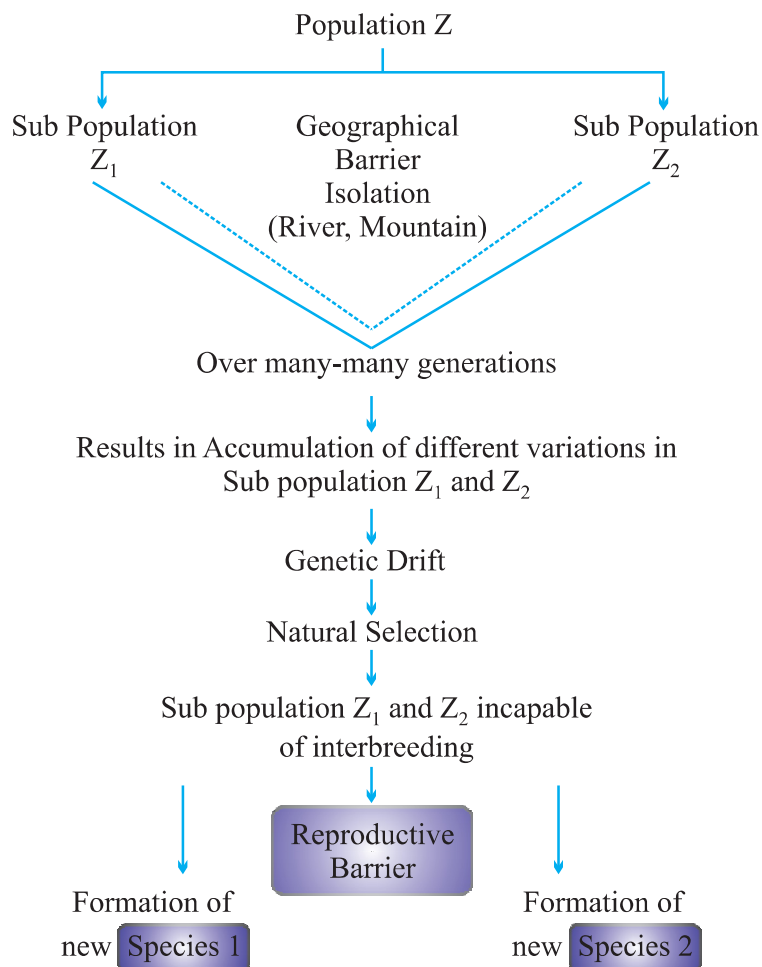 Population Z
Sub Population
Z₁
Geographical
Barrier
Isolation
(River, Mountain)
Sub Population
Z₂
Over many-many generations
Results in Accumulation of different variations in
Sub population Z₁ and Z₂
Genetic Drift
Natural Selection
Sub population Z₁ and Z₂ incapable
of interbreeding
Reproductive
Barrier
Formation of
new Species 1
Formation of
new Species 2